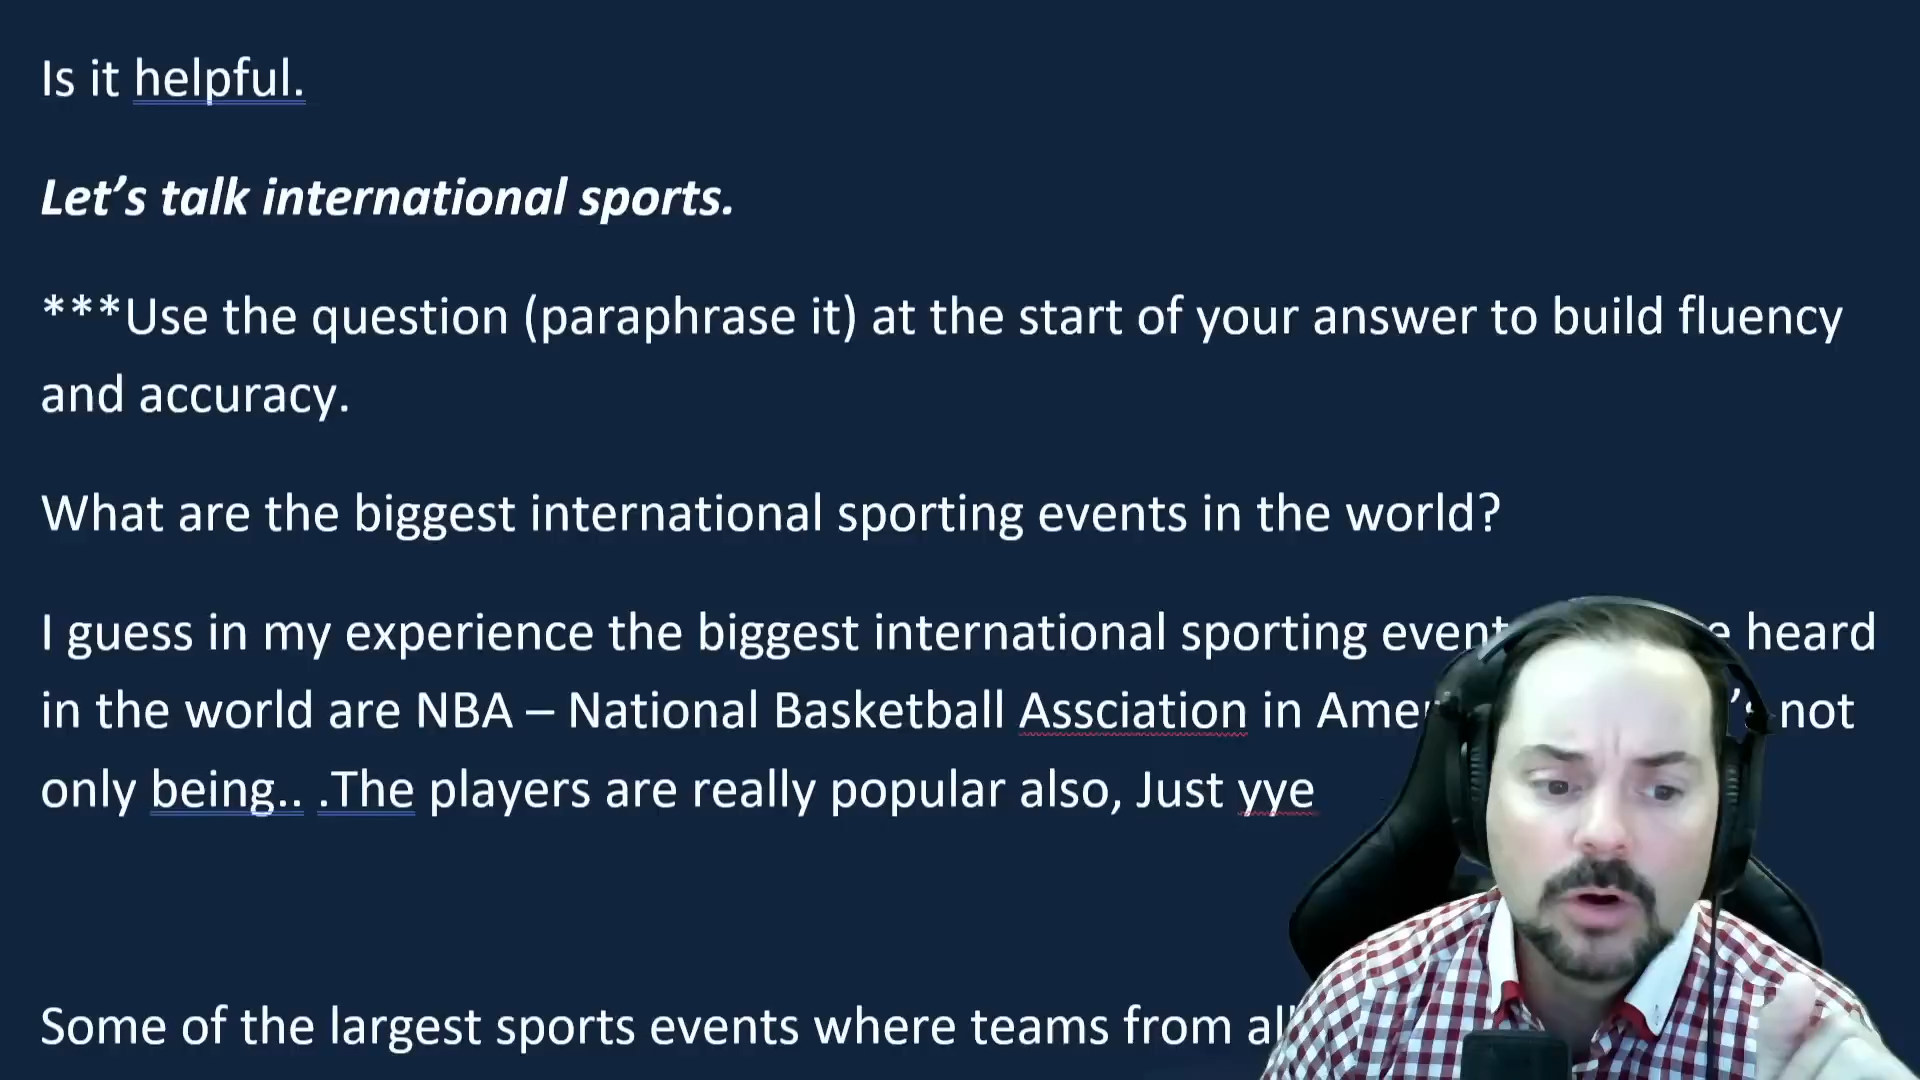 Is it helpful.
Let’s talk international sports.
***Use the question (paraphrase it) at the start of your answer to build fluency
and accuracy.
What are the biggest international sporting events in the world?
I guess in my experience the biggest international sporting heard
in the world are NBA – National Basketball Assciation in not
only being.. .The players are really popular also, Just yye
Some of the largest sports events where teams from